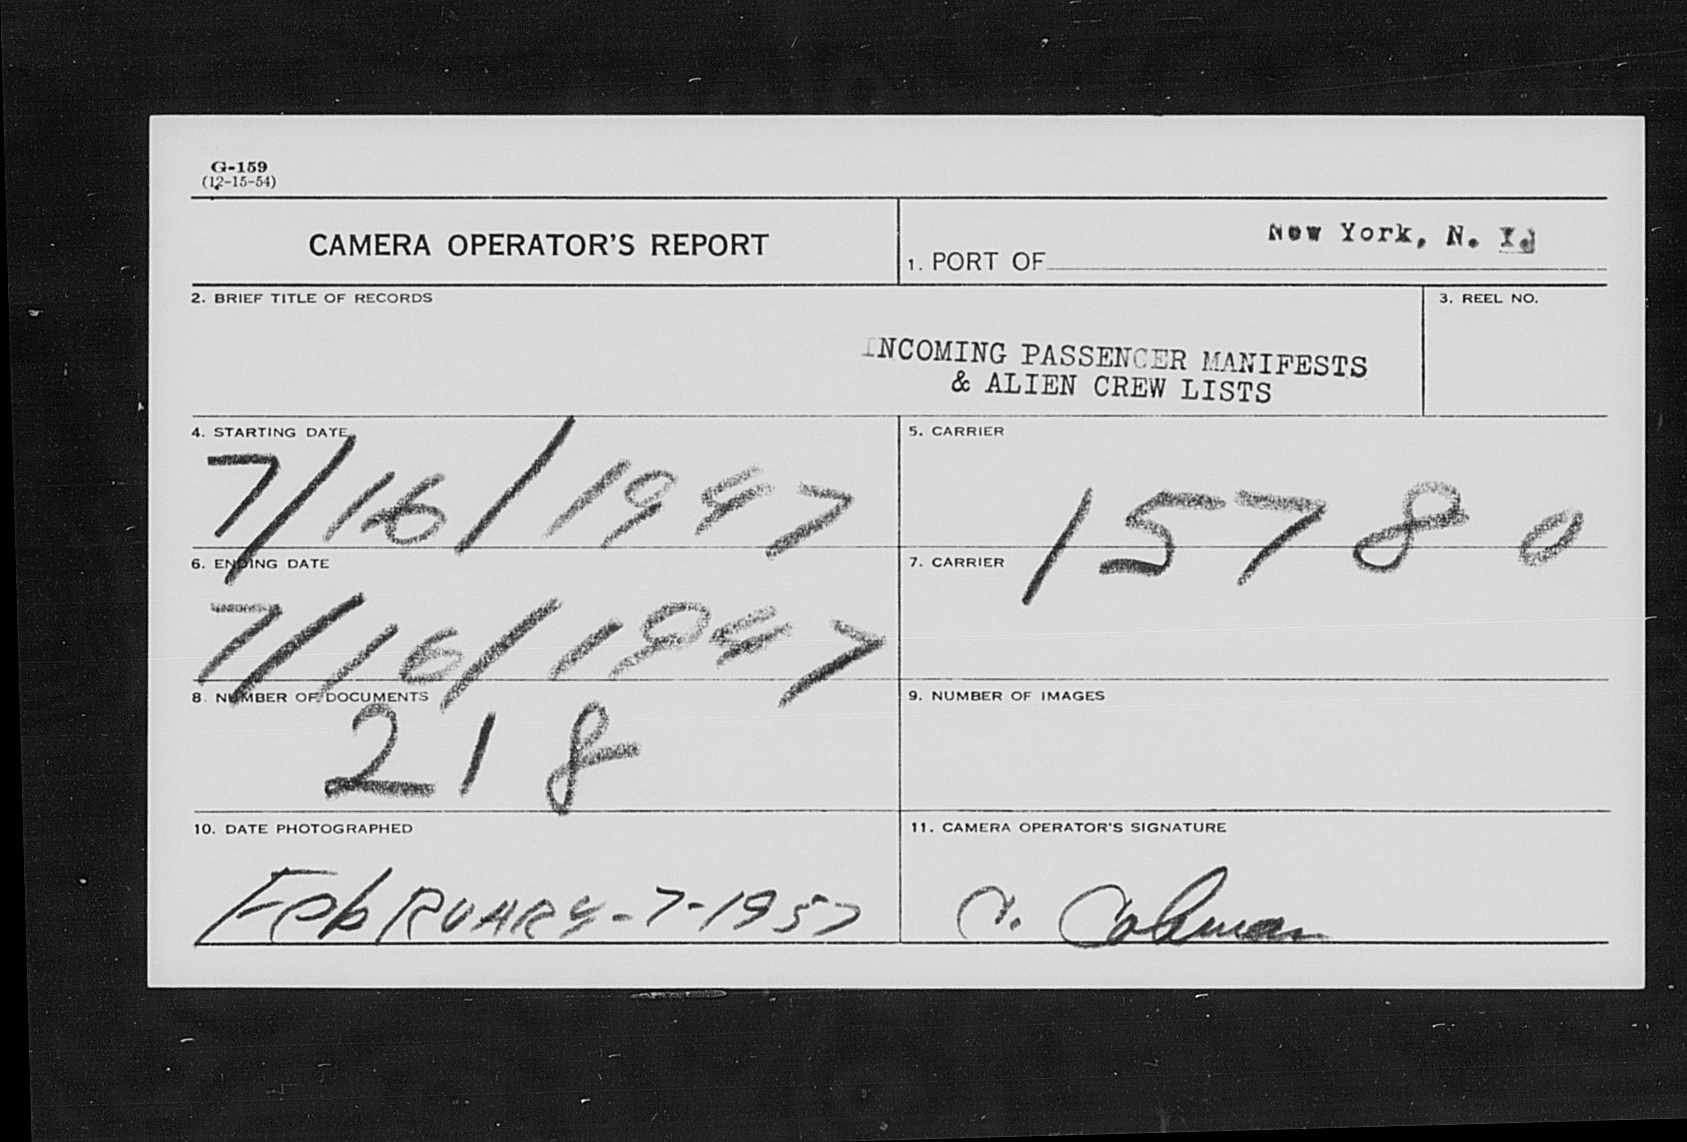 G-159
(12-15-54)
CAMERA OPERATOR'S REPORT
1. PORT OF New York, N. Y.
2. BRIEF TITLE OF RECORDS
3. REEL NO.
INCOMING PASSENGER MANIFESTS
& ALIEN CREW LISTS
4. STARTING DATE
7/16/1947
5. CARRIER
15780
6. ENDING DATE
7/16/1947
7. CARRIER
8. NUMBER OF DOCUMENTS
218
9. NUMBER OF IMAGES
10. DATE PHOTOGRAPHED
FebRUARY-7-1957
11. CAMERA OPERATOR'S SIGNATURE